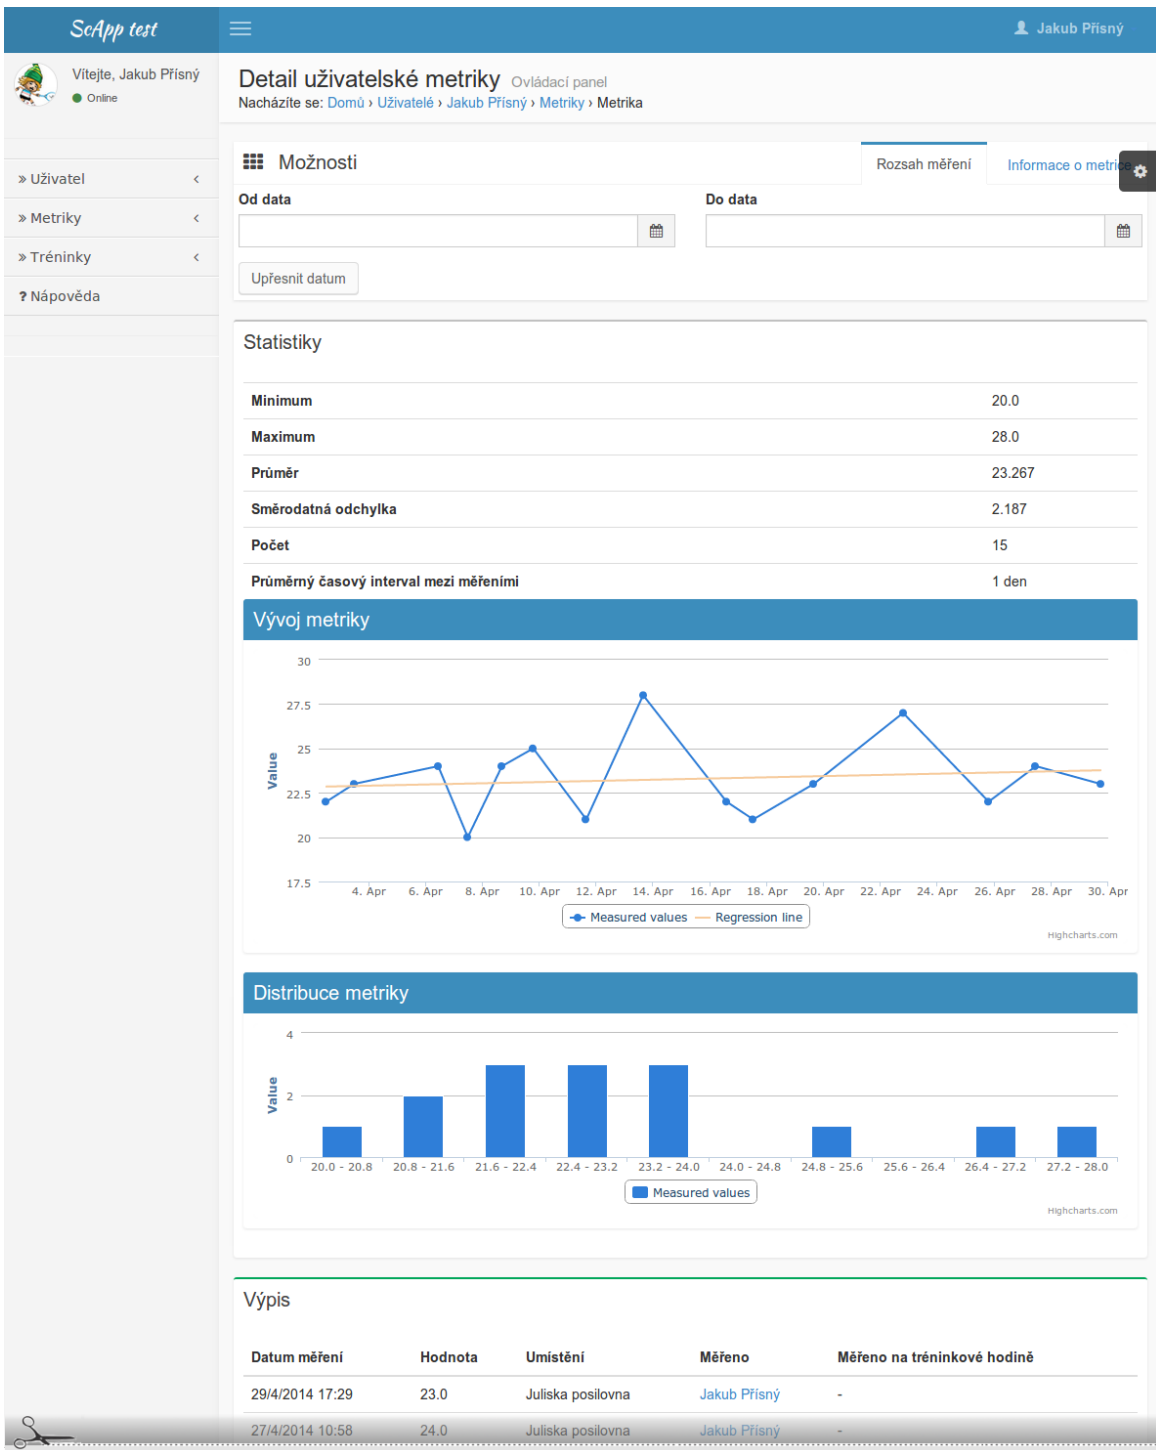 ScApp test
Jakub Přísný
Vítejte, Jakub Přísný
Online
Detail uživatelské metriky Ovládací panel
Nacházíte se: Domů › Uživatelé › Jakub Přísný › Metriky › Metrika
» Uživatel
» Metriky
» Tréninky
? Nápověda
Možnosti
Rozsah měření
Informace o metrice
Od data
Do data
Upřesnit datum
Statistiky
Minimum 20.0
Maximum 28.0
Průměr 23.267
Směrodatná odchylka 2.187
Počet 15
Průměrný časový interval mezi měřeními 1 den
Vývoj metriky
Value
30
27.5
25
22.5
20
17.5
4. Apr 6. Apr 8. Apr 10. Apr 12. Apr 14. Apr 16. Apr 18. Apr 20. Apr 22. Apr 24. Apr 26. Apr 28. Apr 30. Apr
Measured values Regression line
Highcharts.com
Distribuce metriky
Value
4
2
0
20.0 - 20.8 20.8 - 21.6 21.6 - 22.4 22.4 - 23.2 23.2 - 24.0 24.0 - 24.8 24.8 - 25.6 25.6 - 26.4 26.4 - 27.2 27.2 - 28.0
Measured values
Highcharts.com
Výpis
Datum měření Hodnota Umístění Měřeno Měřeno na tréninkové hodině
29/4/2014 17:29 23.0 Juliska posilovna Jakub Přísný -
27/4/2014 10:58 24.0 Juliska posilovna Jakub Přísný -